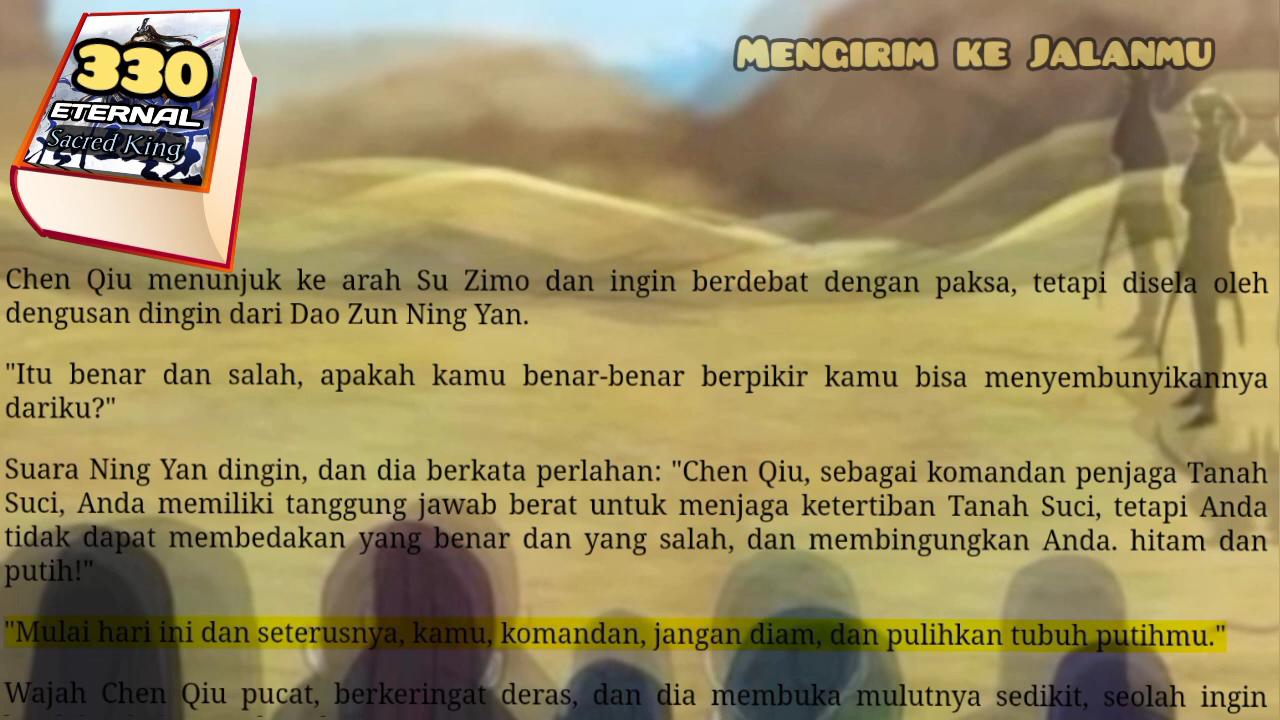 330
ETERNAL
Sacred King
MENGIRIM KE JALANMU
Chen Qiu menunjuk ke arah Su Zimo dan ingin berdebat dengan paksa, tetapi disela oleh
dengusan dingin dari Dao Zun Ning Yan.
"Itu benar dan salah, apakah kamu benar-benar berpikir kamu bisa menyembunyikannya
dariku?"
Suara Ning Yan dingin, dan dia berkata perlahan: "Chen Qiu, sebagai komandan penjaga Tanah
Suci, Anda memiliki tanggung jawab berat untuk menjaga ketertiban Tanah Suci, tetapi Anda
tidak dapat membedakan yang benar dan yang salah, dan membingungkan Anda. hitam dan
putih!"
"Mulai hari ini dan seterusnya, kamu, komandan, jangan diam, dan pulihkan tubuh putihmu."
Wajah Chen Qiu pucat, berkeringat deras, dan dia membuka mulutnya sedikit, seolah ingin